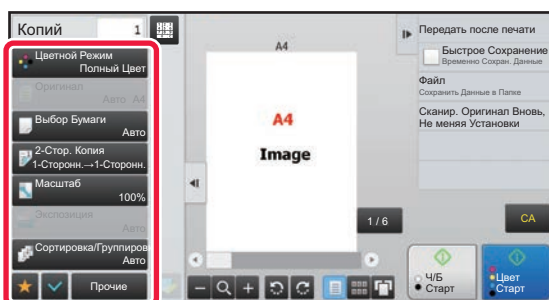 Копий 1
Цветной Режим
Полный Цвет
Оригинал
Авто A4
Выбор Бумаги
Авто
2-Стор. Копия
1-Сторонн.→1-Сторонн.
Масштаб
100%
Экспозиция
Авто
Сортировка/Группиров
Авто
Прочие
A4
A4
Image
1 / 6
Передать после печати
Быстрое Сохранение
Временно Сохран. Данные
Файл
Сохранить Данные в Папке
Сканир. Оригинал Вновь,
Не меняя Установки
CA
Ч/Б
Старт
Цвет
Старт